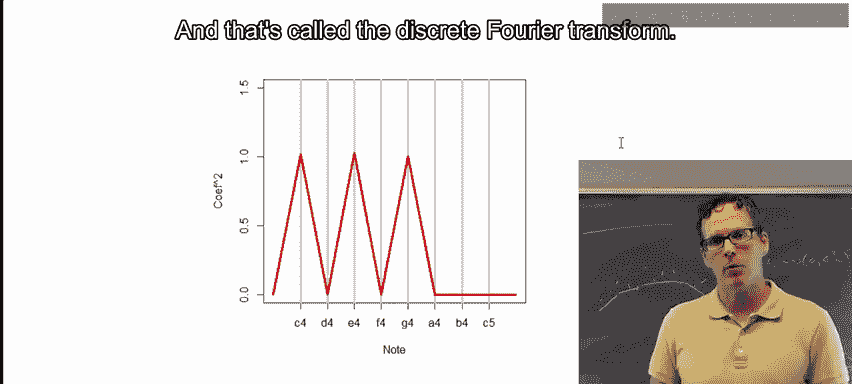 And that's called the discrete Fourier transform.
1.5
1.0
0.5
0.0
Coef^2
c4 d4 e4 f4 g4 a4 b4 c5
Note